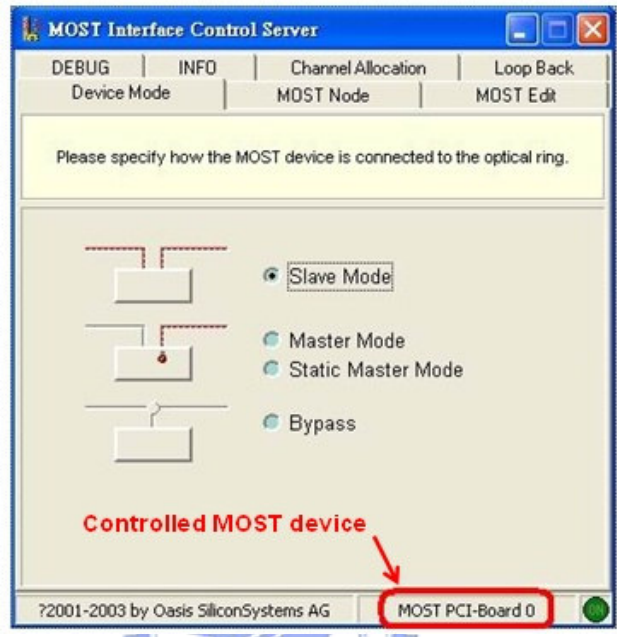 MOST Interface Control Server
DEBUG INFO Channel Allocation Loop Back
Device Mode MOST Node MOST Edit
Please specify how the MOST device is connected to the optical ring.
Slave Mode
Master Mode
Static Master Mode
Bypass
Controlled MOST device
?2001-2003 by Oasis SiliconSystems AG MOST PCI-Board 0 ON